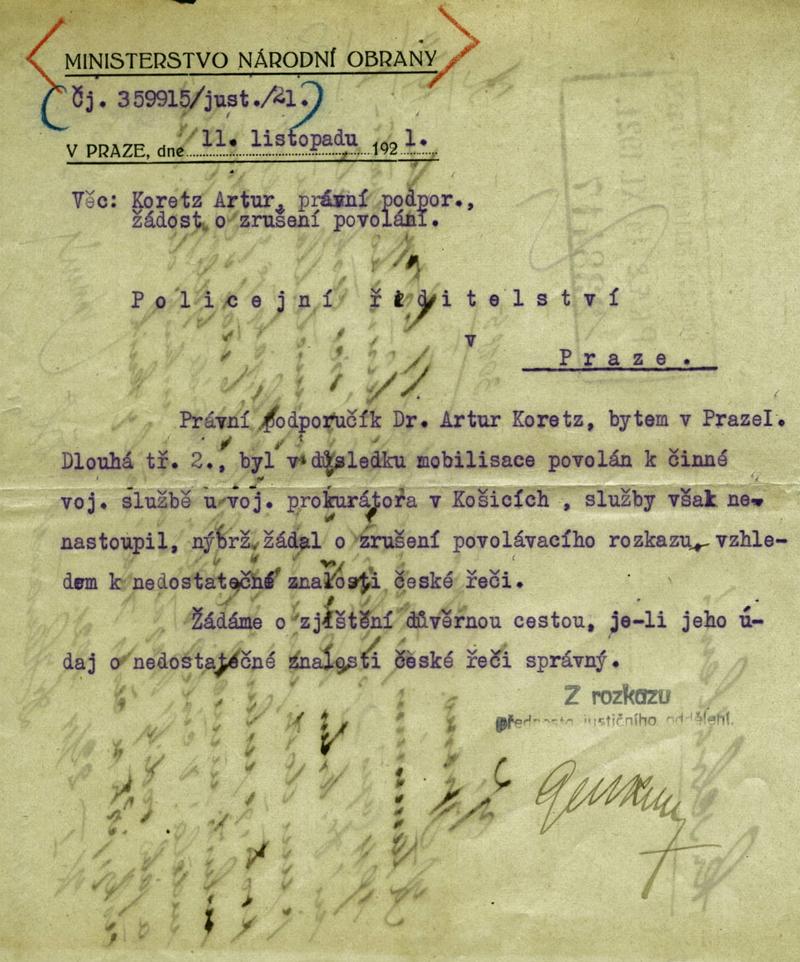 MINISTERSTVO NÁRODNÍ OBRANY
Čj. 359915/just./21.
V PRAZE, dne 11. listopadu 1921.
Věc: Koretz Artur, právní podpor.,
žádost o zrušení povolání.
Policejní ředitelství
v
Praze.
Právní podporučík Dr. Artur Koretz, bytem v PrazeI.
Dlouhá tř. 2., byl v důsledku mobilisace povolán k činné
voj. službě u voj. prokurátora v Košicích , služby však ne-
nastoupil, nýbrž žádal o zrušení povolávacího rozkazu, vzhle-
dem k nedostatečné znalosti české řeči.
Žádáme o zjištění důvěrnou cestou, je-li jeho ú-
daj o nedostatečné znalosti české řeči správný.
Z rozkazu
přednosta justičního oddělení.